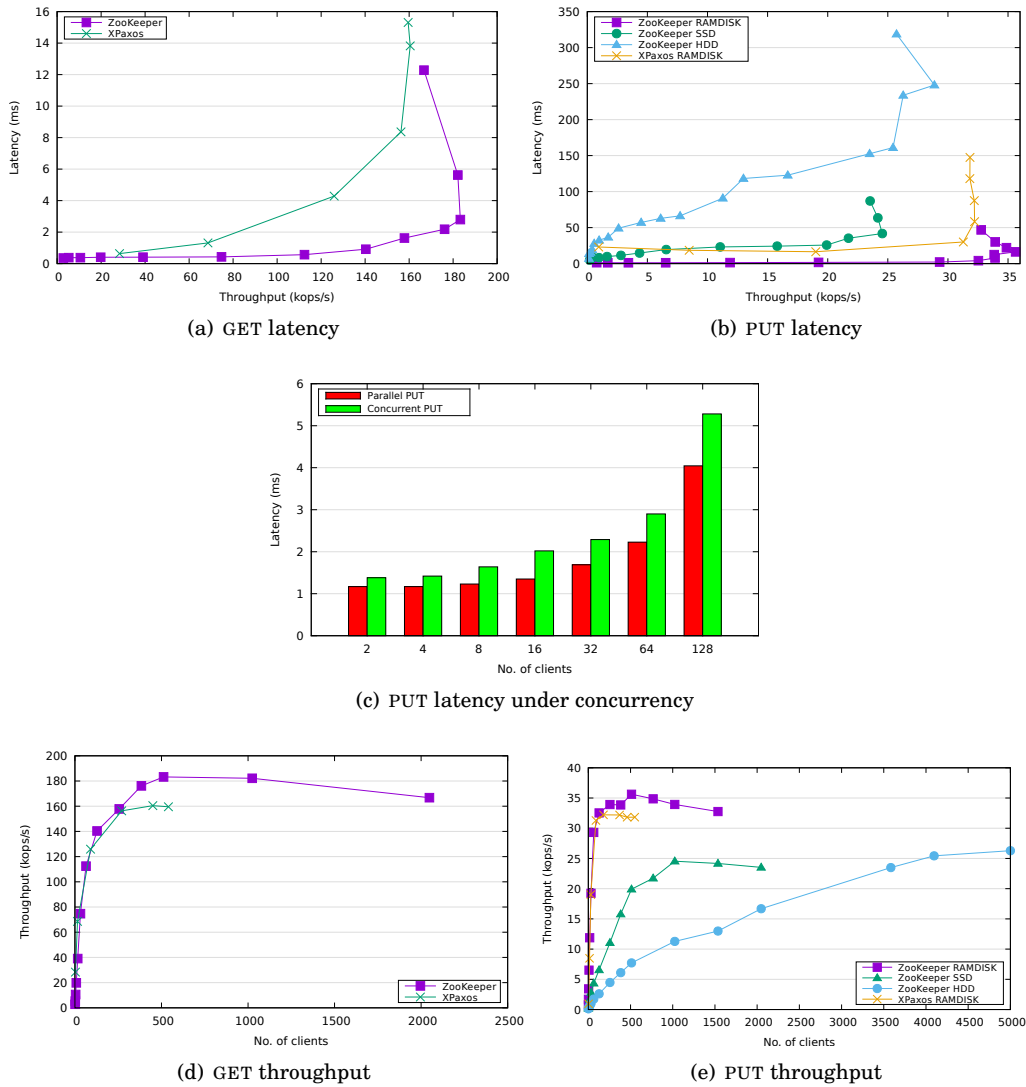 ZooKeeper
XPaxos
16
14
12
10
8
6
4
2
0
Latency (ms)
0 20 40 60 80 100 120 140 160 180 200
Throughput (kops/s)
(a) GET latency
ZooKeeper RAMDISK
ZooKeeper SSD
ZooKeeper HDD
XPaxos RAMDISK
350
300
250
200
150
100
50
0
Latency (ms)
0 5 10 15 20 25 30 35
Throughput (kops/s)
(b) PUT latency
Parallel PUT
Concurrent PUT
6
5
4
3
2
1
0
Latency (ms)
2 4 8 16 32 64 128
No. of clients
(c) PUT latency under concurrency
200
180
160
140
120
100
80
60
40
20
0
Throughput (kops/s)
ZooKeeper
XPaxos
0 500 1000 1500 2000 2500
No. of clients
(d) GET throughput
40
35
30
25
20
15
10
5
0
Throughput (kops/s)
ZooKeeper RAMDISK
ZooKeeper SSD
ZooKeeper HDD
XPaxos RAMDISK
0 500 1000 1500 2000 2500 3000 3500 4000 4500 5000
No. of clients
(e) PUT throughput